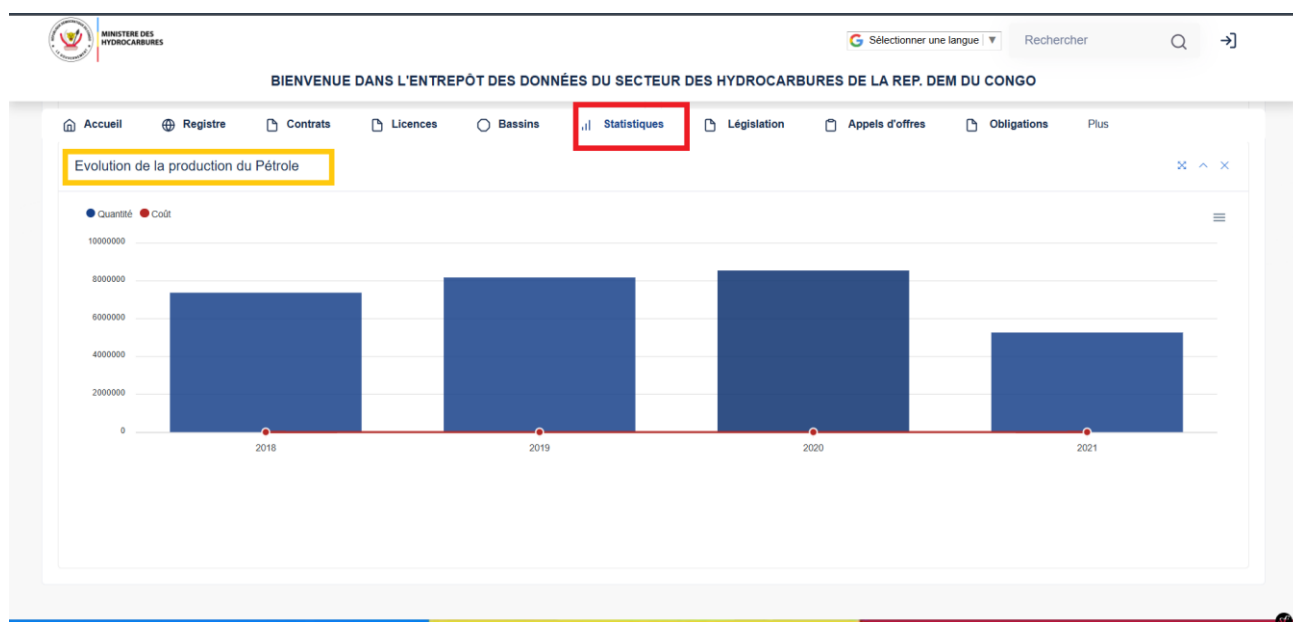 MINISTERE DES
HYDROCARBURES
Sélectionner une langue ▼
Rechercher
BIENVENUE DANS L'ENTREPÔT DES DONNÉES DU SECTEUR DES HYDROCARBURES DE LA REP. DEM DU CONGO
Accueil Registre Contrats Licences Bassins Statistiques Législation Appels d'offres Obligations Plus
Evolution de la production du Pétrole
Quantité Coût
10000000
8000000
6000000
4000000
2000000
0
2018 2019 2020 2021